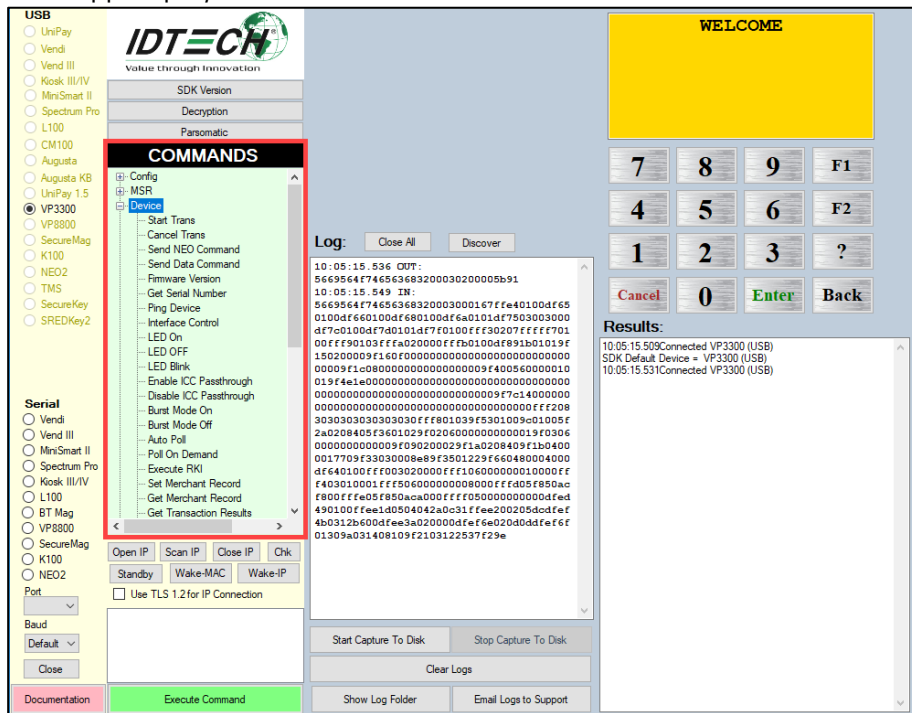 USB
UniPay
Vendi
Vend III
Kiosk III/IV
MiniSmart II
Spectrum Pro
L100
CM100
Augusta
Augusta KB
UniPay 1.5
VP3300
VP8800
SecureMag
K100
NEO2
TMS
SecureKey
SREDKey2
Serial
Vendi
Vend III
MiniSmart II
Spectrum Pro
Kiosk III/IV
L100
BT Mag
VP8800
SecureMag
K100
NEO2
Port
Baud
Default
Close
Documentation
IDTECH®
Value through Innovation
SDK Version
Decryption
Parsomatic
COMMANDS
Config
MSR
Device
Start Trans
Cancel Trans
Send NEO Command
Send Data Command
Firmware Version
Get Serial Number
Ping Device
Interface Control
LED On
LED OFF
LED Blink
Enable ICC Passthrough
Disable ICC Passthrough
Burst Mode On
Burst Mode Off
Auto Poll
Poll On Demand
Execute RKI
Set Merchant Record
Get Merchant Record
Get Transaction Results
Open IP Scan IP Close IP Chk
Standby Wake-MAC Wake-IP
Use TLS 1.2 for IP Connection
Execute Command
Log: Close All Discover
10:05:15.536 OUT:
5669564f746563683200030200005b91
10:05:15.549 IN:
5669564f74656368320003000167ffe40100df65
0100df660100df680100df6a0101df7503003000
df7c0100df7d0101df7f0100fff30207fffff701
00fff90103fffa020000fffb0100df891b01019f
150200009f160f00000000000000000000000000
00009f1c0800000000000000009f400560000010
019f4e1e00000000000000000000000000000000
00000000000000000000000000009f7c14000000
0000000000000000000000000000000000fff208
3030303030303030fff801039f5301009c01005f
2a0208405f3601029f02060000000000019f0306
0000000000009f090200029f1a0208409f1b0400
0017709f33030008e89f3501229f660480004000
df640100fff003020000fff106000000010000ff
f403010001fff506000000008000fffd05f850ac
f800fffe05f850aca000ffff050000000000dfed
490100ffee1d0504042a0c31ffee200205dcdfef
4b0312b600dfee3a020000dfef6e020d0ddfef6f
01309a031408109f2103122537f29e
Start Capture To Disk Stop Capture To Disk
Clear Logs
Show Log Folder Email Logs to Support
WELCOME
7 8 9 F1
4 5 6 F2
1 2 3 ?
Cancel 0 Enter Back
Results:
10:05:15.509Connected VP3300 (USB)
SDK Default Device = VP3300 (USB)
10:05:15.531Connected VP3300 (USB)